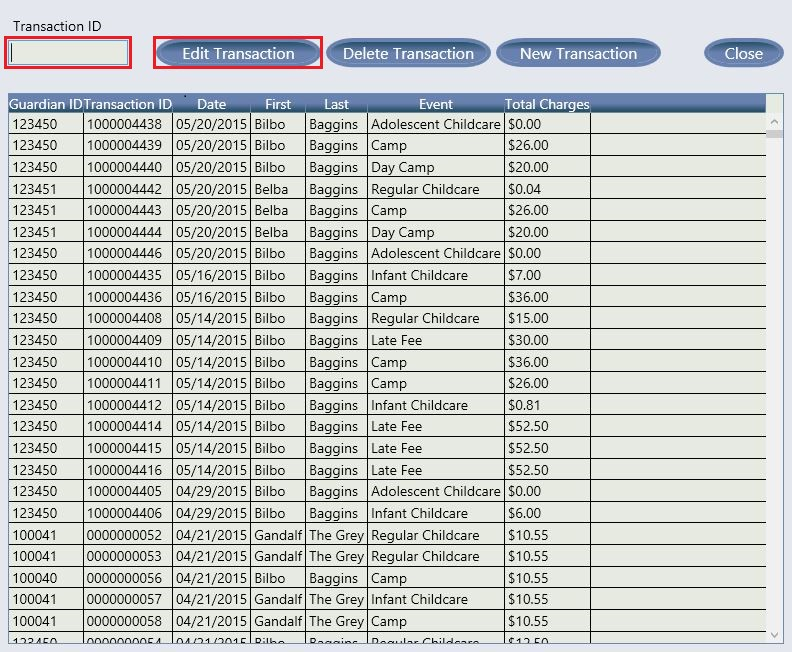 Transaction ID
Edit Transaction Delete Transaction New Transaction Close
Guardian ID Transaction ID Date First Last Event Total Charges
123450 1000004438 05/20/2015 Bilbo Baggins Adolescent Childcare $0.00
123450 1000004439 05/20/2015 Bilbo Baggins Camp $26.00
123450 1000004440 05/20/2015 Bilbo Baggins Day Camp $20.00
123451 1000004442 05/20/2015 Belba Baggins Regular Childcare $0.04
123451 1000004443 05/20/2015 Belba Baggins Camp $26.00
123451 1000004444 05/20/2015 Belba Baggins Day Camp $20.00
123450 1000004446 05/20/2015 Bilbo Baggins Adolescent Childcare $0.00
123450 1000004435 05/16/2015 Bilbo Baggins Infant Childcare $7.00
123450 1000004436 05/16/2015 Bilbo Baggins Camp $36.00
123450 1000004408 05/14/2015 Bilbo Baggins Regular Childcare $15.00
123450 1000004409 05/14/2015 Bilbo Baggins Late Fee $30.00
123450 1000004410 05/14/2015 Bilbo Baggins Camp $36.00
123450 1000004411 05/14/2015 Bilbo Baggins Camp $26.00
123450 1000004412 05/14/2015 Bilbo Baggins Infant Childcare $0.81
123450 1000004414 05/14/2015 Bilbo Baggins Late Fee $52.50
123450 1000004415 05/14/2015 Bilbo Baggins Late Fee $52.50
123450 1000004416 05/14/2015 Bilbo Baggins Late Fee $52.50
123450 1000004405 04/29/2015 Bilbo Baggins Adolescent Childcare $0.00
123450 1000004406 04/29/2015 Bilbo Baggins Infant Childcare $6.00
100041 0000000052 04/21/2015 Gandalf The Grey Regular Childcare $10.55
100041 0000000053 04/21/2015 Gandalf The Grey Regular Childcare $10.55
100040 0000000056 04/21/2015 Bilbo Baggins Camp $10.55
100041 0000000057 04/21/2015 Gandalf The Grey Infant Childcare $10.55
100041 0000000058 04/21/2015 Gandalf The Grey Camp $10.55
123450 0000000054 04/21/2015 Bilbo Baggins Regular Childcare $12.50